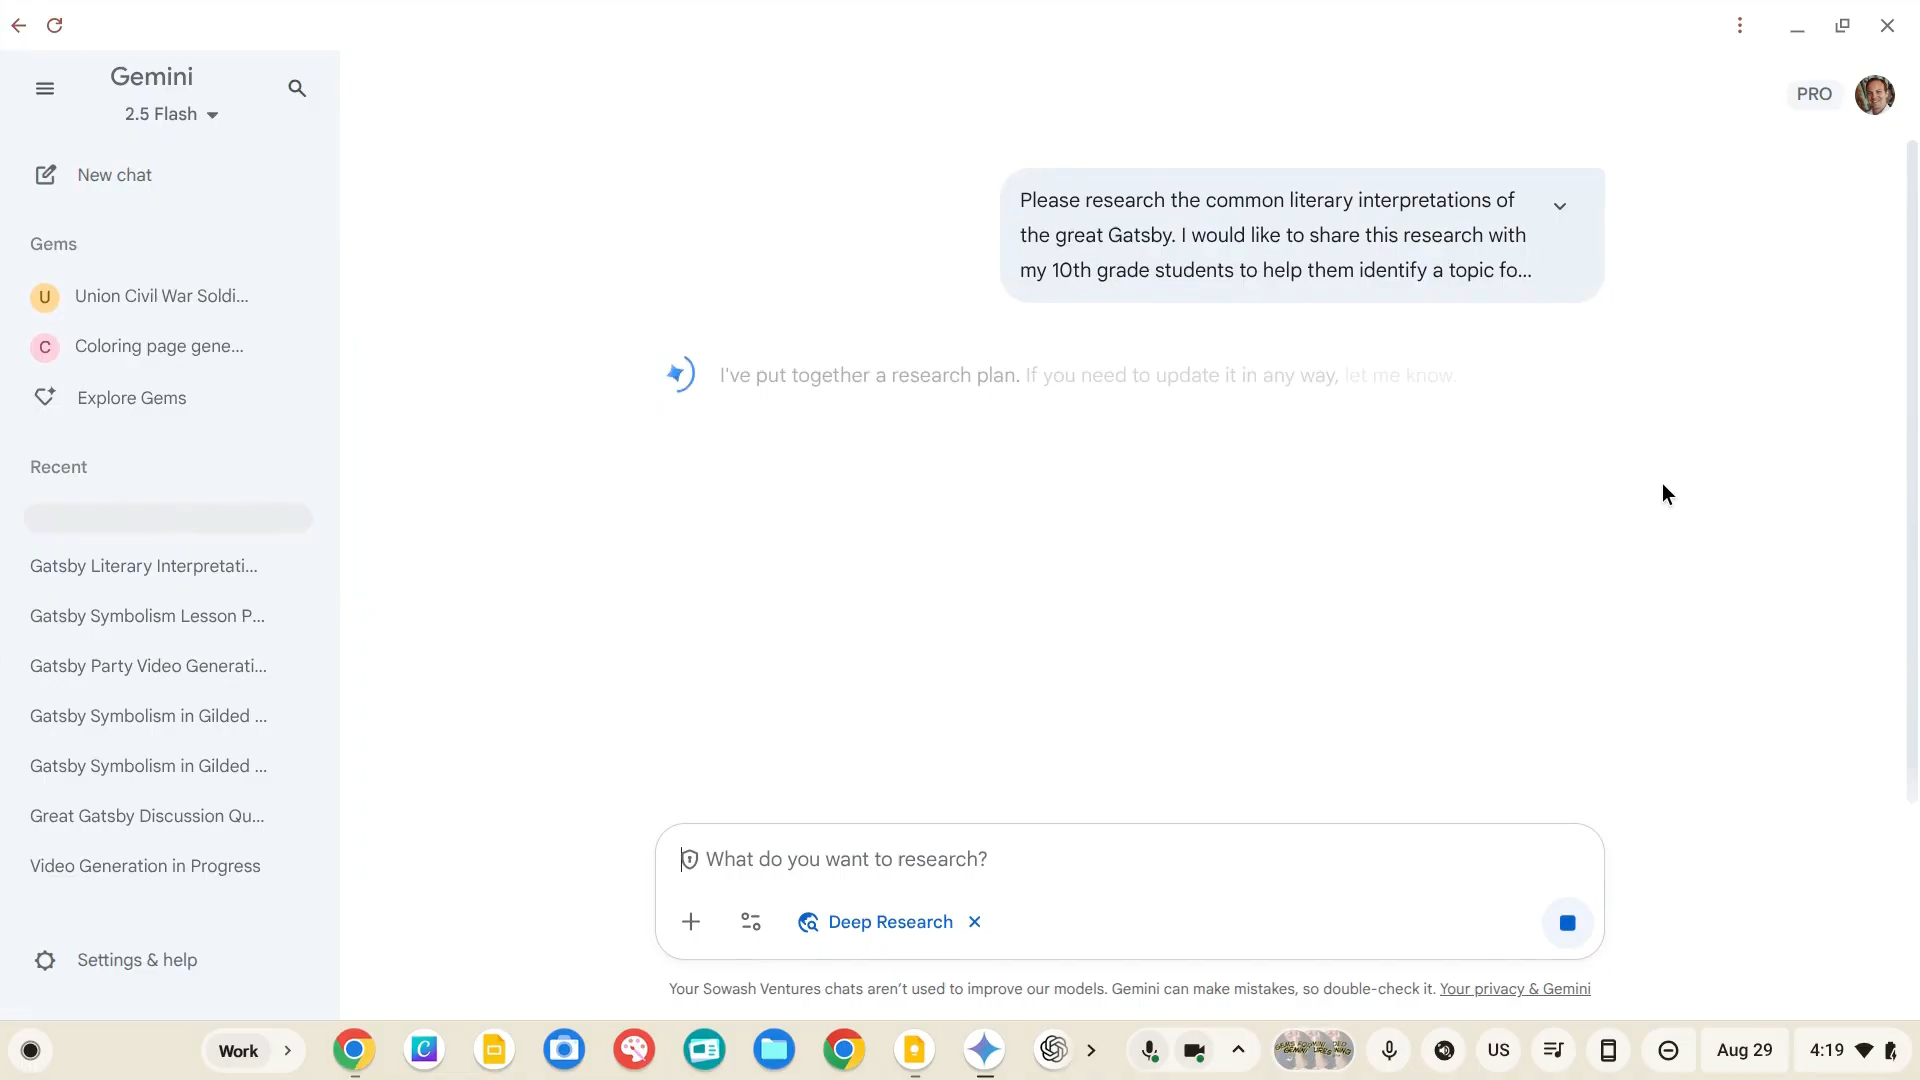 Gemini
2.5 Flash
PRO
New chat
Please research the common literary interpretations of
the great Gatsby. I would like to share this research with
my 10th grade students to help them identify a topic fo...
Gems
U Union Civil War Soldi...
C Coloring page gene...
Explore Gems
I've put together a research plan. If you need to update it in any way, let me know.
Recent
Gatsby Literary Interpretati...
Gatsby Symbolism Lesson P...
Gatsby Party Video Generati...
Gatsby Symbolism in Gilded ...
Gatsby Symbolism in Gilded ...
Great Gatsby Discussion Qu...
Video Generation in Progress
What do you want to research?
Deep Research
Settings & help
Your Sowash Ventures chats aren't used to improve our models. Gemini can make mistakes, so double-check it. Your privacy & Gemini
Work
US
Aug 29
4:19